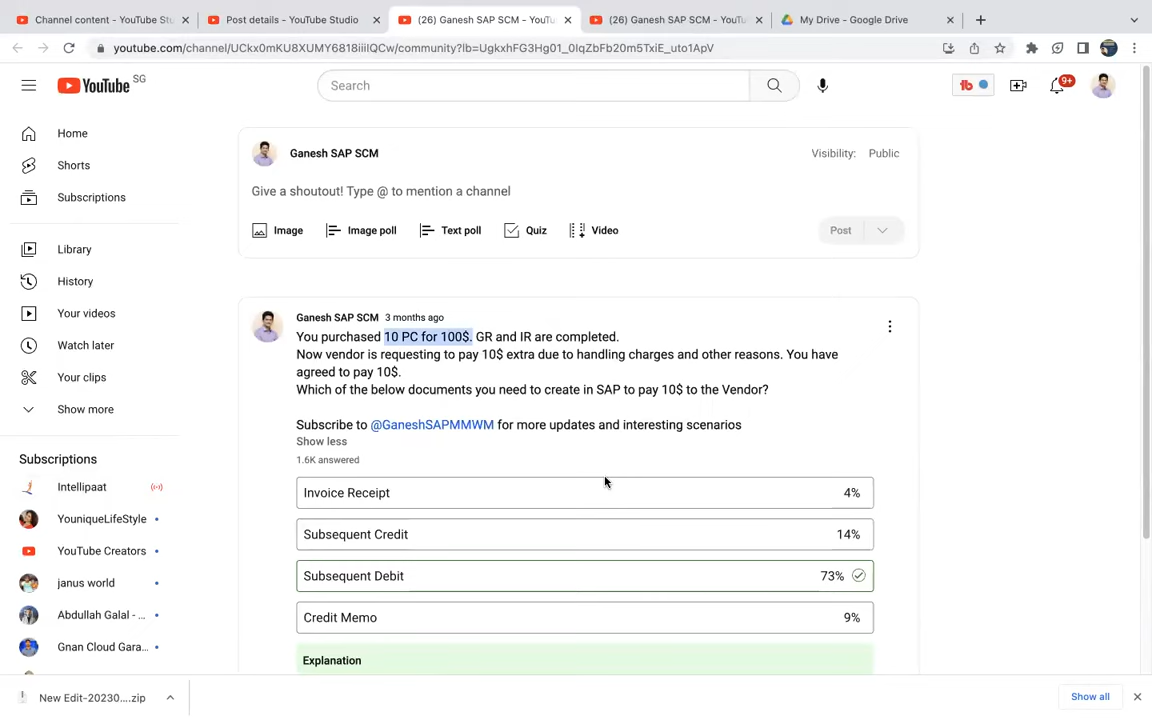 Channel content - YouTube Stu
Post details - YouTube Studio
(26) Ganesh SAP SCM - YouTu
(26) Ganesh SAP SCM - YouTu
My Drive - Google Drive
youtube.com/channel/UCkx0mKU8XUMY6818iiilQCw/community?lb=UgkxhFG3Hg01_0lqZbFb20m5TxiE_uto1ApV
YouTube SG
Search
9+
Home
Shorts
Subscriptions
Library
History
Your videos
Watch later
Your clips
Show more
Subscriptions
Intellipaat
YouniqueLifeStyle
YouTube Creators
janus world
Abdullah Galal - ...
Gnan Cloud Gara...
Ganesh SAP SCM
Visibility: Public
Give a shoutout! Type @ to mention a channel
Image
Image poll
Text poll
Quiz
Video
Post
Ganesh SAP SCM 3 months ago
You purchased 10 PC for 100$. GR and IR are completed.
Now vendor is requesting to pay 10$ extra due to handling charges and other reasons. You have
agreed to pay 10$.
Which of the below documents you need to create in SAP to pay 10$ to the Vendor?
Subscribe to @GaneshSAPMMWM for more updates and interesting scenarios
Show less
1.6K answered
Invoice Receipt 4%
Subsequent Credit 14%
Subsequent Debit 73%
Credit Memo 9%
Explanation
New Edit-20230....zip
Show all